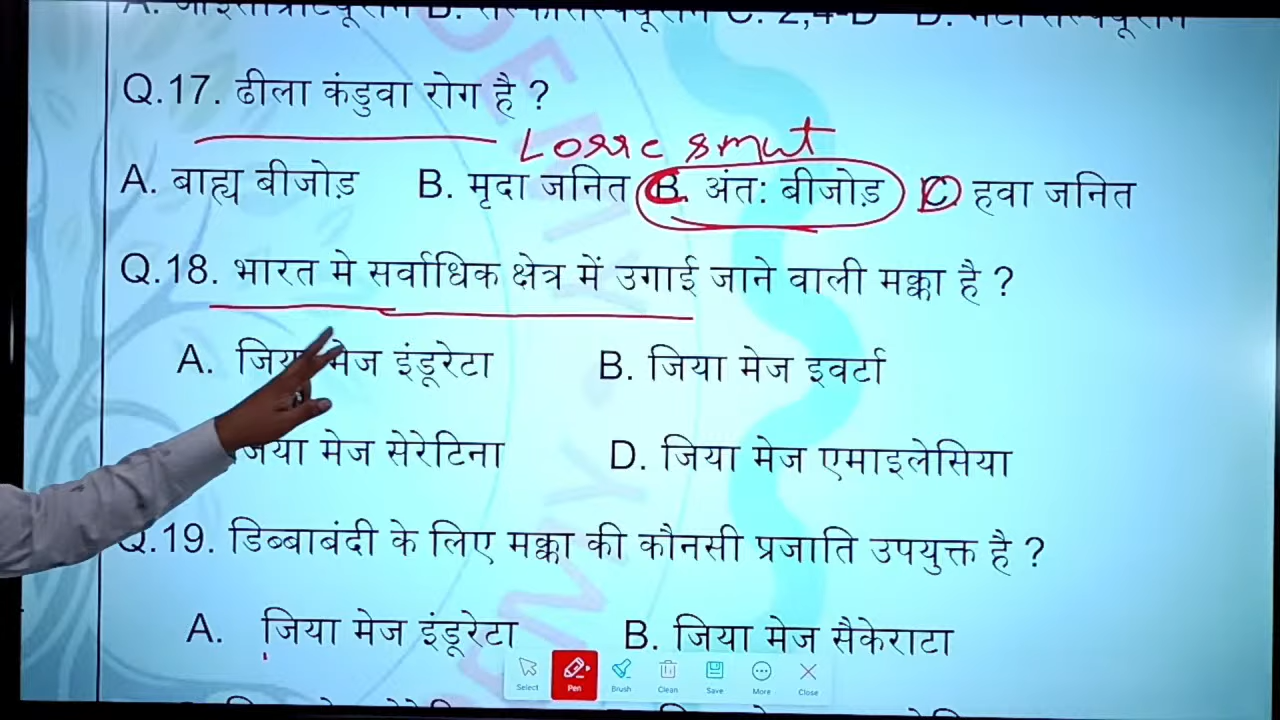 Q.17. ढीला कंडुवा रोग है ?
Losse smut
A. बाह्य बीजोड़ B. मृदा जनित B. अंत: बीजोड़ C हवा जनित
Q.18. भारत मे सर्वाधिक क्षेत्र में उगाई जाने वाली मक्का है ?
A. जिया मेज इंडूरेटा B. जिया मेज इवर्टा
जिया मेज सेरेटिना D. जिया मेज एमाइलेसिया
Q.19. डिब्बाबंदी के लिए मक्का की कौनसी प्रजाति उपयुक्त है ?
A. जिया मेज इंडूरेटा B. जिया मेज सैकेराटा
Select Pen Brush Clean Save More Close